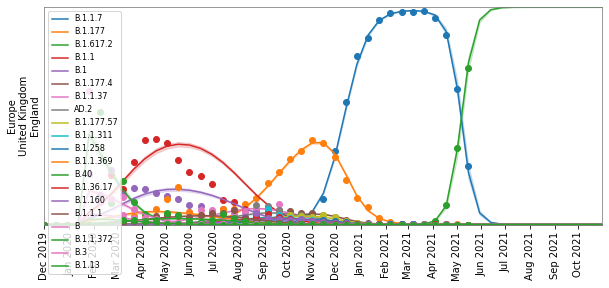 Europe
United Kingdom
England
B.1.1.7
B.1.177
B.1.617.2
B.1.1
B.1
B.1.177.4
B.1.1.37
AD.2
B.1.177.57
B.1.1.311
B.1.258
B.1.1.369
B.40
B.1.36.17
B.1.160
B.1.1.1
B
B.1.1.372
B.3
B.1.1.13
Dec 2019
Mar 2020
Apr 2020
May 2020
Jun 2020
Jul 2020
Aug 2020
Sep 2020
Oct 2020
Nov 2020
Dec 2020
Jan 2021
Feb 2021
Mar 2021
Apr 2021
May 2021
Jun 2021
Jul 2021
Aug 2021
Sep 2021
Oct 2021